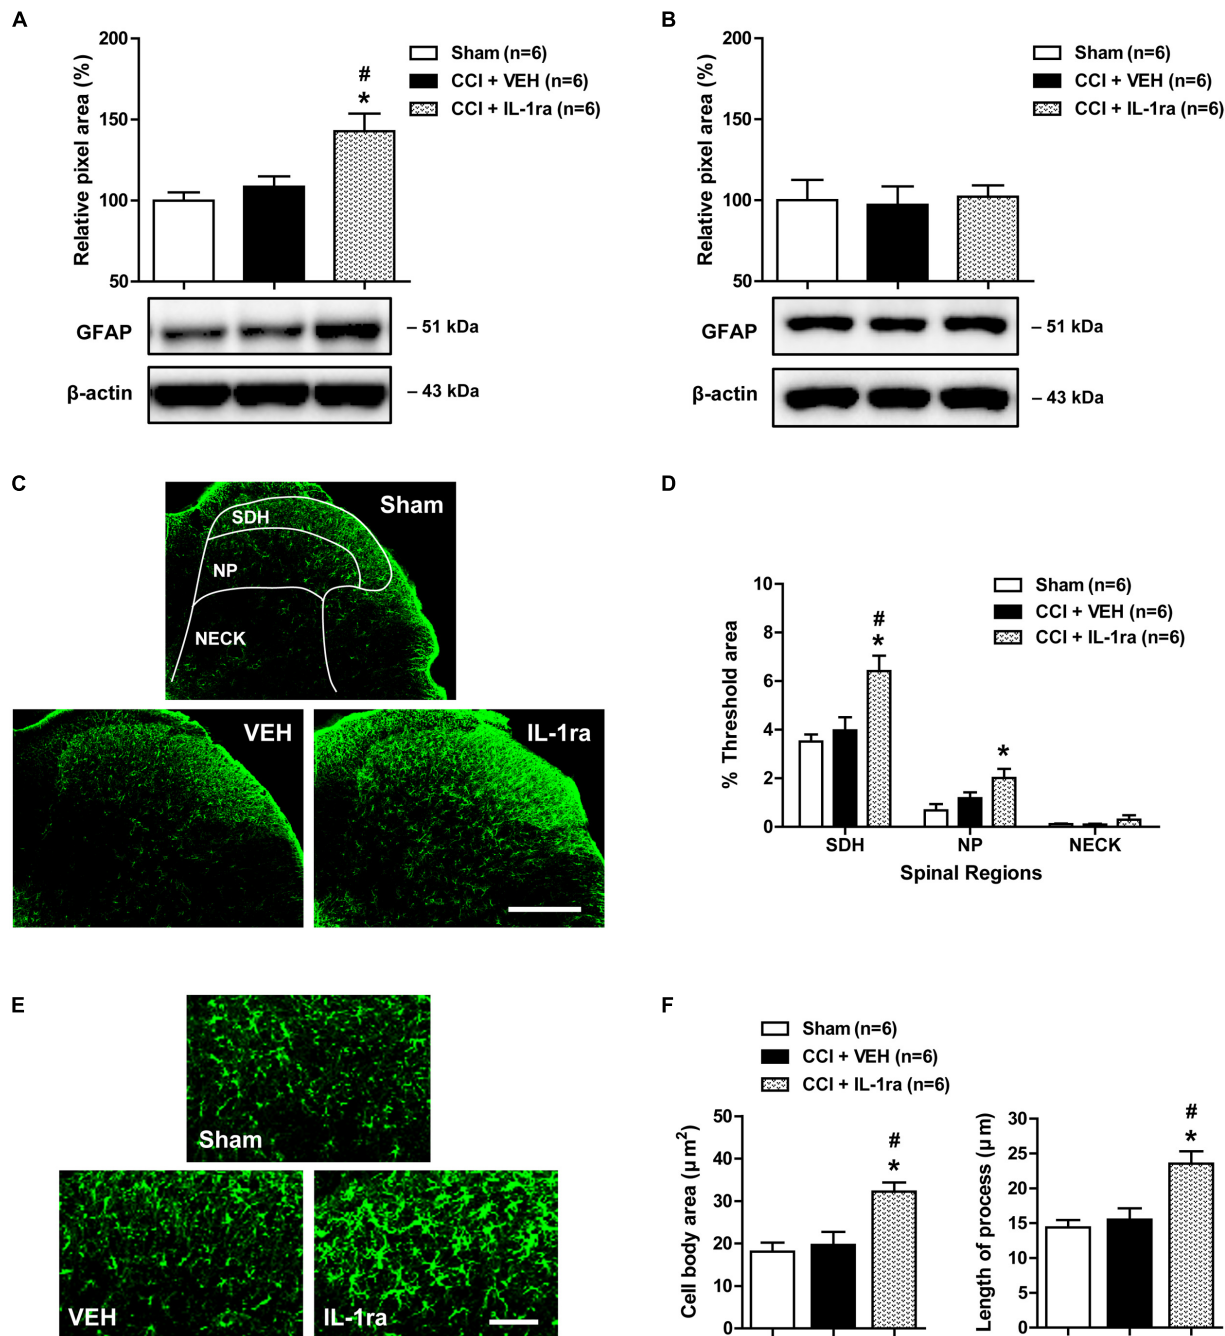 A
Relative pixel area (%)
200
150
100
50
#
*
Sham (n=6)
CCI + VEH (n=6)
CCI + IL-1ra (n=6)
GFAP
– 51 kDa
β-actin
– 43 kDa
B
Relative pixel area (%)
200
150
100
50
Sham (n=6)
CCI + VEH (n=6)
CCI + IL-1ra (n=6)
GFAP
– 51 kDa
β-actin
– 43 kDa
C
Sham
SDH
NP
NECK
VEH
IL-1ra
D
% Threshold area
10
8
6
4
2
0
#
*
*
Sham (n=6)
CCI + VEH (n=6)
CCI + IL-1ra (n=6)
SDH
NP
NECK
Spinal Regions
E
Sham
VEH
IL-1ra
F
Sham (n=6)
CCI + VEH (n=6)
CCI + IL-1ra (n=6)
Cell body area (μm²)
50
40
30
20
10
0
#
*
Length of process (μm)
30
25
20
15
10
5
0
#
*